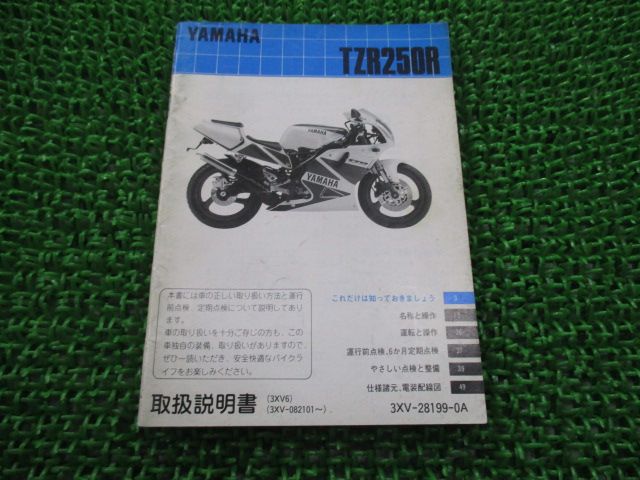 YAMAHA
TZR250R
YAMAHA
YAMAHA
本書には車の正しい取り扱い方法と運行
前点検、定期点検について説明してあり
ます。
車の取り扱いを十分ご存じの方も、この
車独自の装備、取り扱いがありますので、
ぜひ一読いただき、安全快適なバイクラ
イフをお楽しみください。
これだけは知っておきましょう 3
名称と操作
運転と操作
運行前点検、6か月定期点検
やさしい点検と整備 39
仕様諸元、電装配線図 49
取扱説明書 (3XV6)
(3XV-082101〜)
3XV-28199-0A